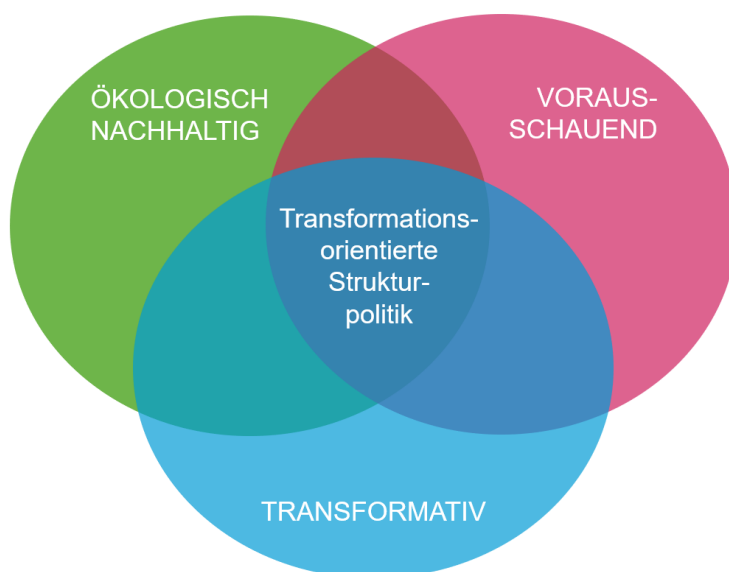 ÖKOLOGISCH
NACHHALTIG
VORAUS-
SCHAUEND
Transformations-
orientierte
Struktur-
politik
TRANSFORMATIV